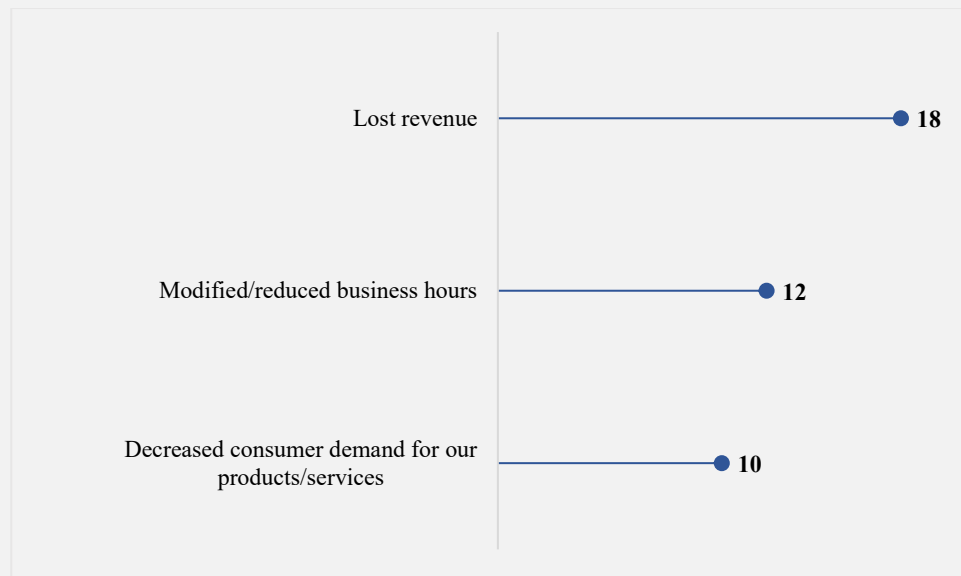 Lost revenue
18
Modified/reduced business hours
12
Decreased consumer demand for our
products/services
10